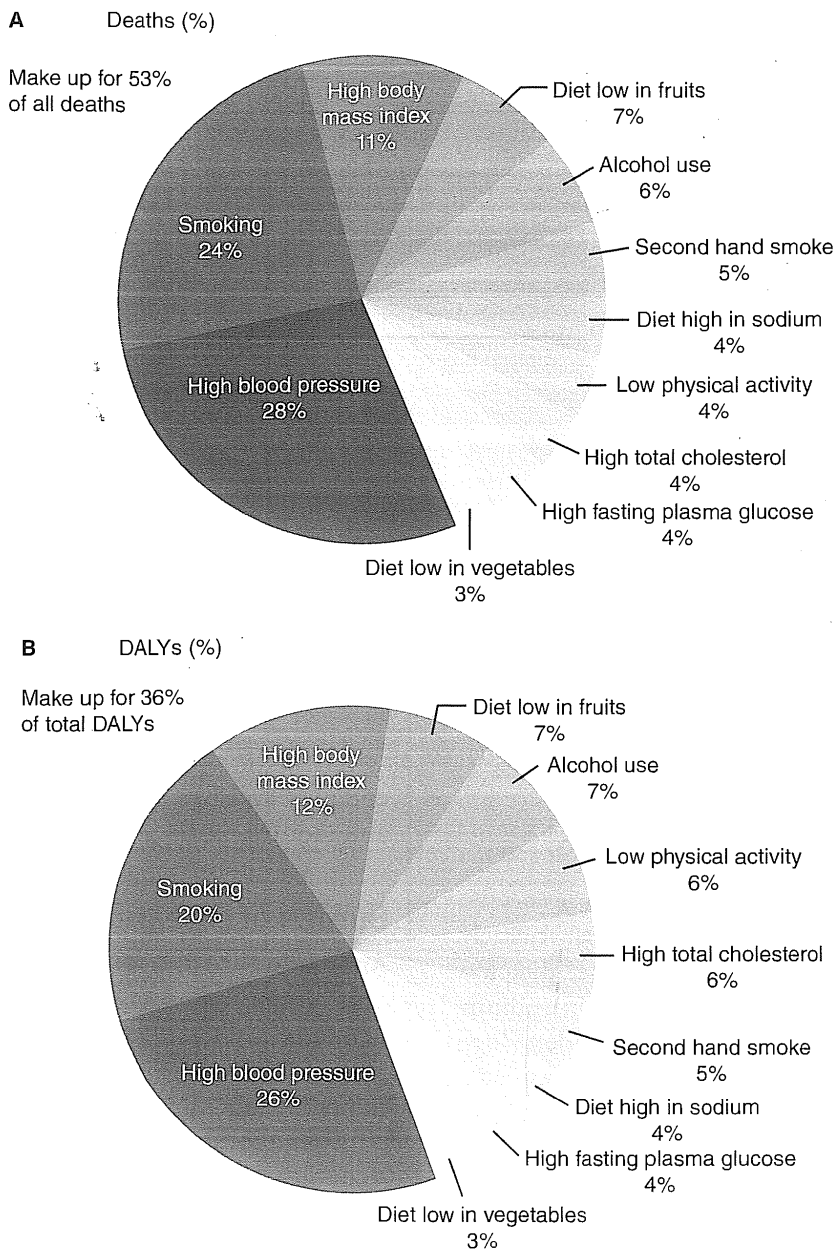 A Deaths (%)
Make up for 53%
of all deaths
High body
mass index
11%
Diet low in fruits
7%
Alcohol use
6%
Second hand smoke
5%
Diet high in sodium
4%
Low physical activity
4%
High total cholesterol
4%
High fasting plasma glucose
4%
Diet low in vegetables
3%
High blood pressure
28%
Smoking
24%
B DALYs (%)
Make up for 36%
of total DALYs
High body
mass index
12%
Diet low in fruits
7%
Alcohol use
7%
Low physical activity
6%
High total cholesterol
6%
Second hand smoke
5%
Diet high in sodium
4%
High fasting plasma glucose
4%
Diet low in vegetables
3%
High blood pressure
26%
Smoking
20%